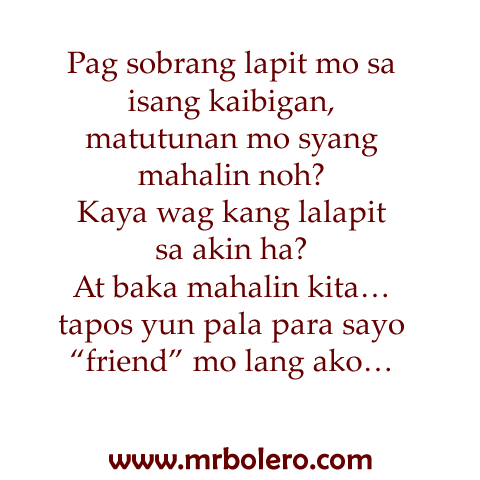 Pag sobrang lapit mo sa
isang kaibigan,
matutunan mo syang
mahalin noh?
Kaya wag kang lalapit
sa akin ha?
At baka mahalin kita…
tapos yun pala para sayo
“friend” mo lang ako…
www.mrbolero.com